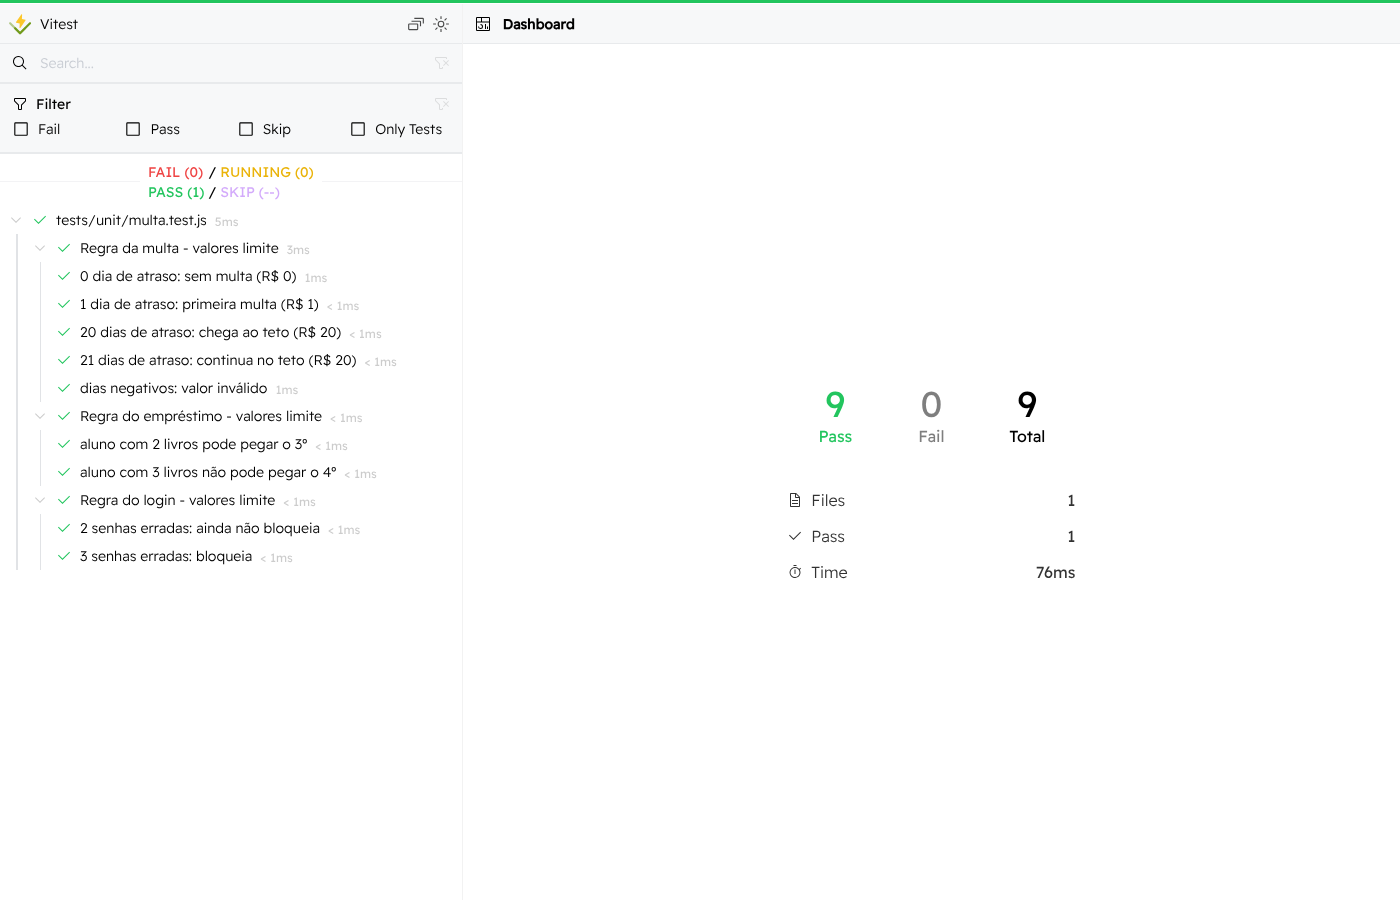 Vitest
Dashboard
Search...
Filter
Fail Pass Skip Only Tests
FAIL (0) / RUNNING (0)
PASS (1) / SKIP (--)
tests/unit/multa.test.js 5ms
Regra da multa - valores limite 3ms
0 dia de atraso: sem multa (R$ 0) 1ms
1 dia de atraso: primeira multa (R$ 1) < 1ms
20 dias de atraso: chega ao teto (R$ 20) < 1ms
21 dias de atraso: continua no teto (R$ 20) < 1ms
dias negativos: valor inválido 1ms
Regra do empréstimo - valores limite < 1ms
aluno com 2 livros pode pegar o 3º < 1ms
aluno com 3 livros não pode pegar o 4º < 1ms
Regra do login - valores limite < 1ms
2 senhas erradas: ainda não bloqueia < 1ms
3 senhas erradas: bloqueia < 1ms
9 0 9
Pass Fail Total
Files 1
Pass 1
Time 76ms